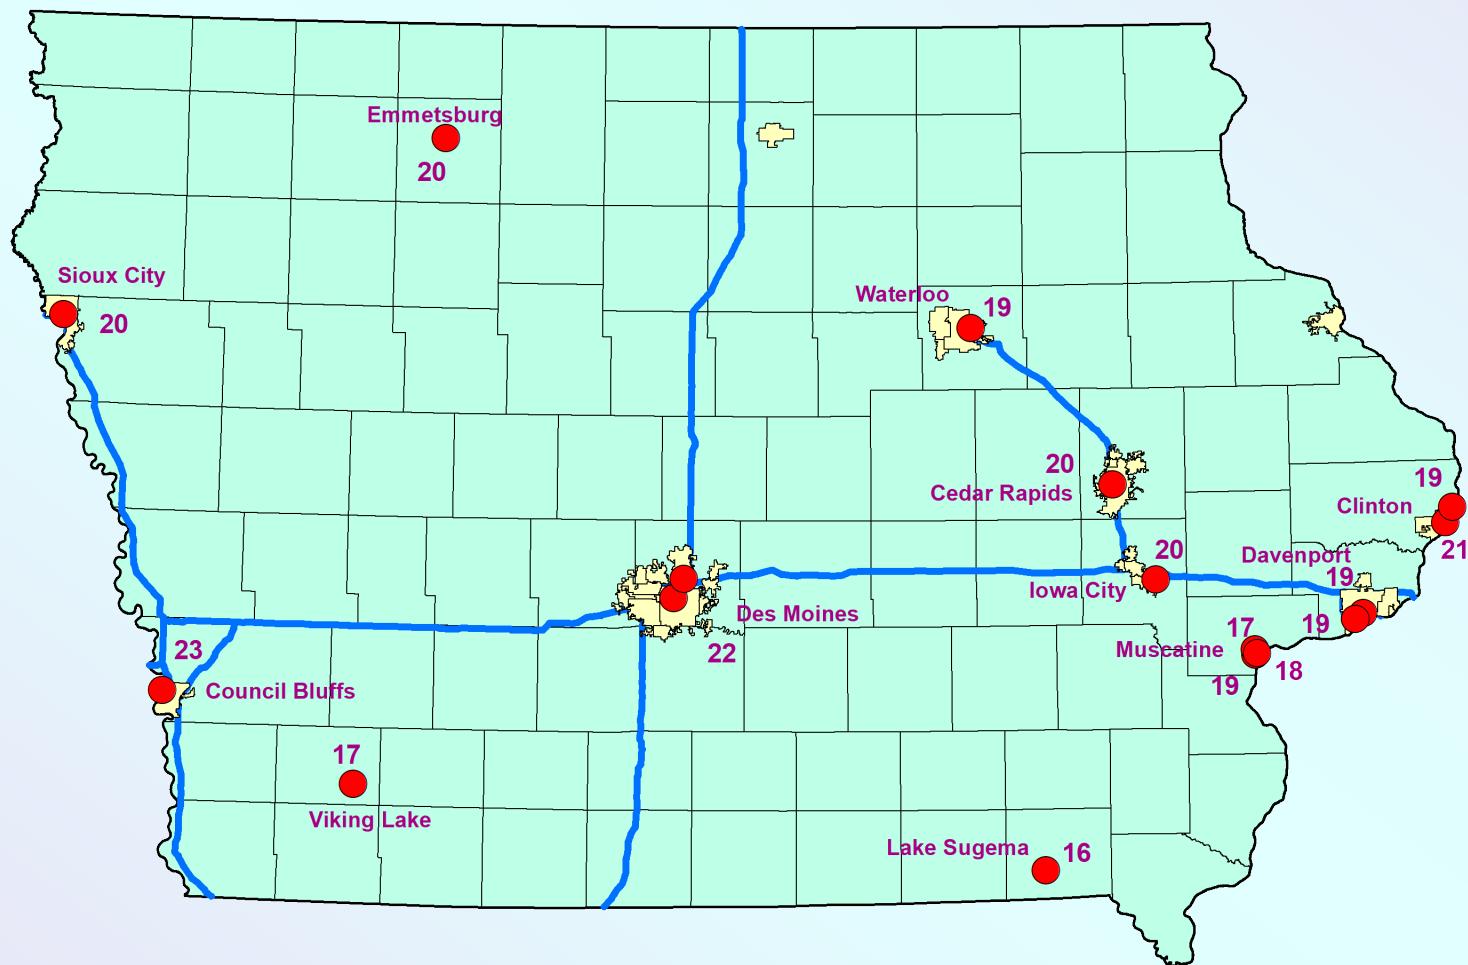 Emmetsburg
20
Sioux City
20
Waterloo
19
20
Cedar Rapids
19
Clinton
21
20
Iowa City
Davenport
19
19
Des Moines
22
17
Muscatine
18
19
23
Council Bluffs
17
Viking Lake
Lake Sugema
16